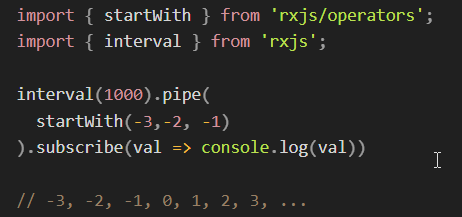 import { startWith } from 'rxjs/operators';
import { interval } from 'rxjs';
interval(1000).pipe(
startWith(-3,-2, -1)
).subscribe(val => console.log(val))
// -3, -2, -1, 0, 1, 2, 3, ...